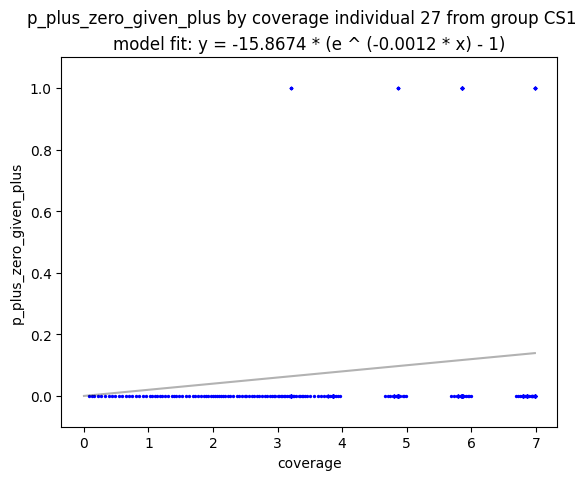 p_plus_zero_given_plus by coverage individual 27 from group CS1
model fit: y = -15.8674 * (e ^ (-0.0012 * x) - 1)
1.0
0.8
0.6
0.4
0.2
0.0
p_plus_zero_given_plus
0 1 2 3 4 5 6 7
coverage